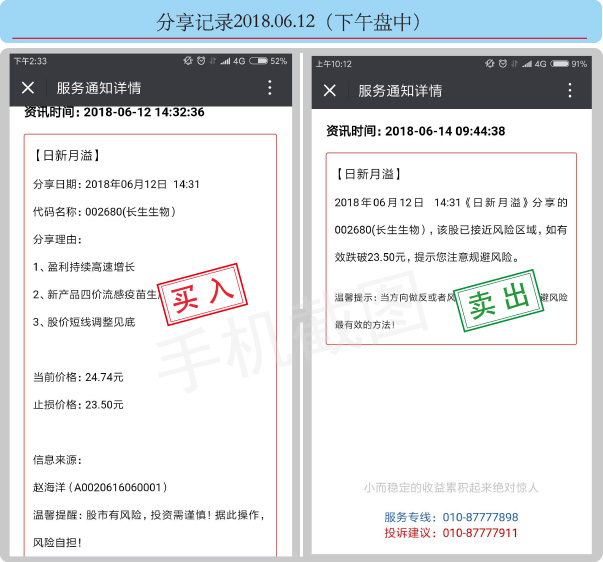 分享记录2018.06.12（下午盘中）
下午2:33
4G
52%
服务通知详情
资讯时间：2018-06-12 14:32:36
【日新月溢】
分享日期：2018年06月12日 14:31
代码名称：002680(长生生物)
分享理由：
1、盈利持续高速增长
2、新产品四价流感疫苗生
3、股价短线调整见底
买入
当前价格：24.74元
止损价格：23.50元
信息来源：
赵海洋（A0020616060001）
温馨提醒：股市有风险，投资需谨慎！据此操作，
风险自担！
上午10:12
4G
91%
服务通知详情
资讯时间：2018-06-14 09:44:38
【日新月溢】
2018年06月12日 14:31《日新月溢》分享的
002680(长生生物)，该股已接近风险区域，如有
效跌破23.50元，提示您注意规避风险。
温馨提示：当方向做反或者风
避风险
最有效的方法！
卖出
小而稳定的收益累积起来绝对惊人
服务专线：010-87777898
投诉建议：010-87777911
手机截图